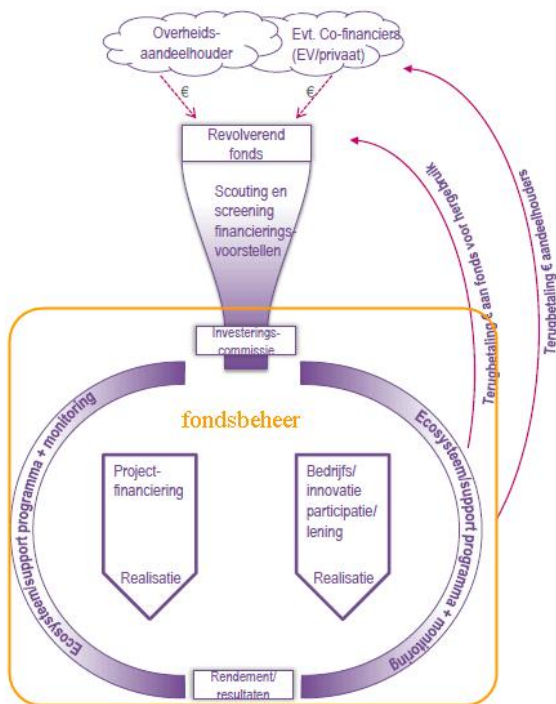 Overheids-
aandeelhouder
Evt. Co-financiers
(EV/privaat)
€
€
Revolverend
fonds
Scouting en
screening
financierings-
voorstellen
Terugbetaling € aan fonds voor hergebruik
Terubetaling € aandeelhouders
Investerings-
commissie
fondsbeheer
Ecosysteem/support programma + monitoring
Ecosysteem/support programma + monitoring
Project-
financiering
Realisatie
Bedrijfs/
innovatie
participatie/
lening
Realisatie
Rendement/
resultaten